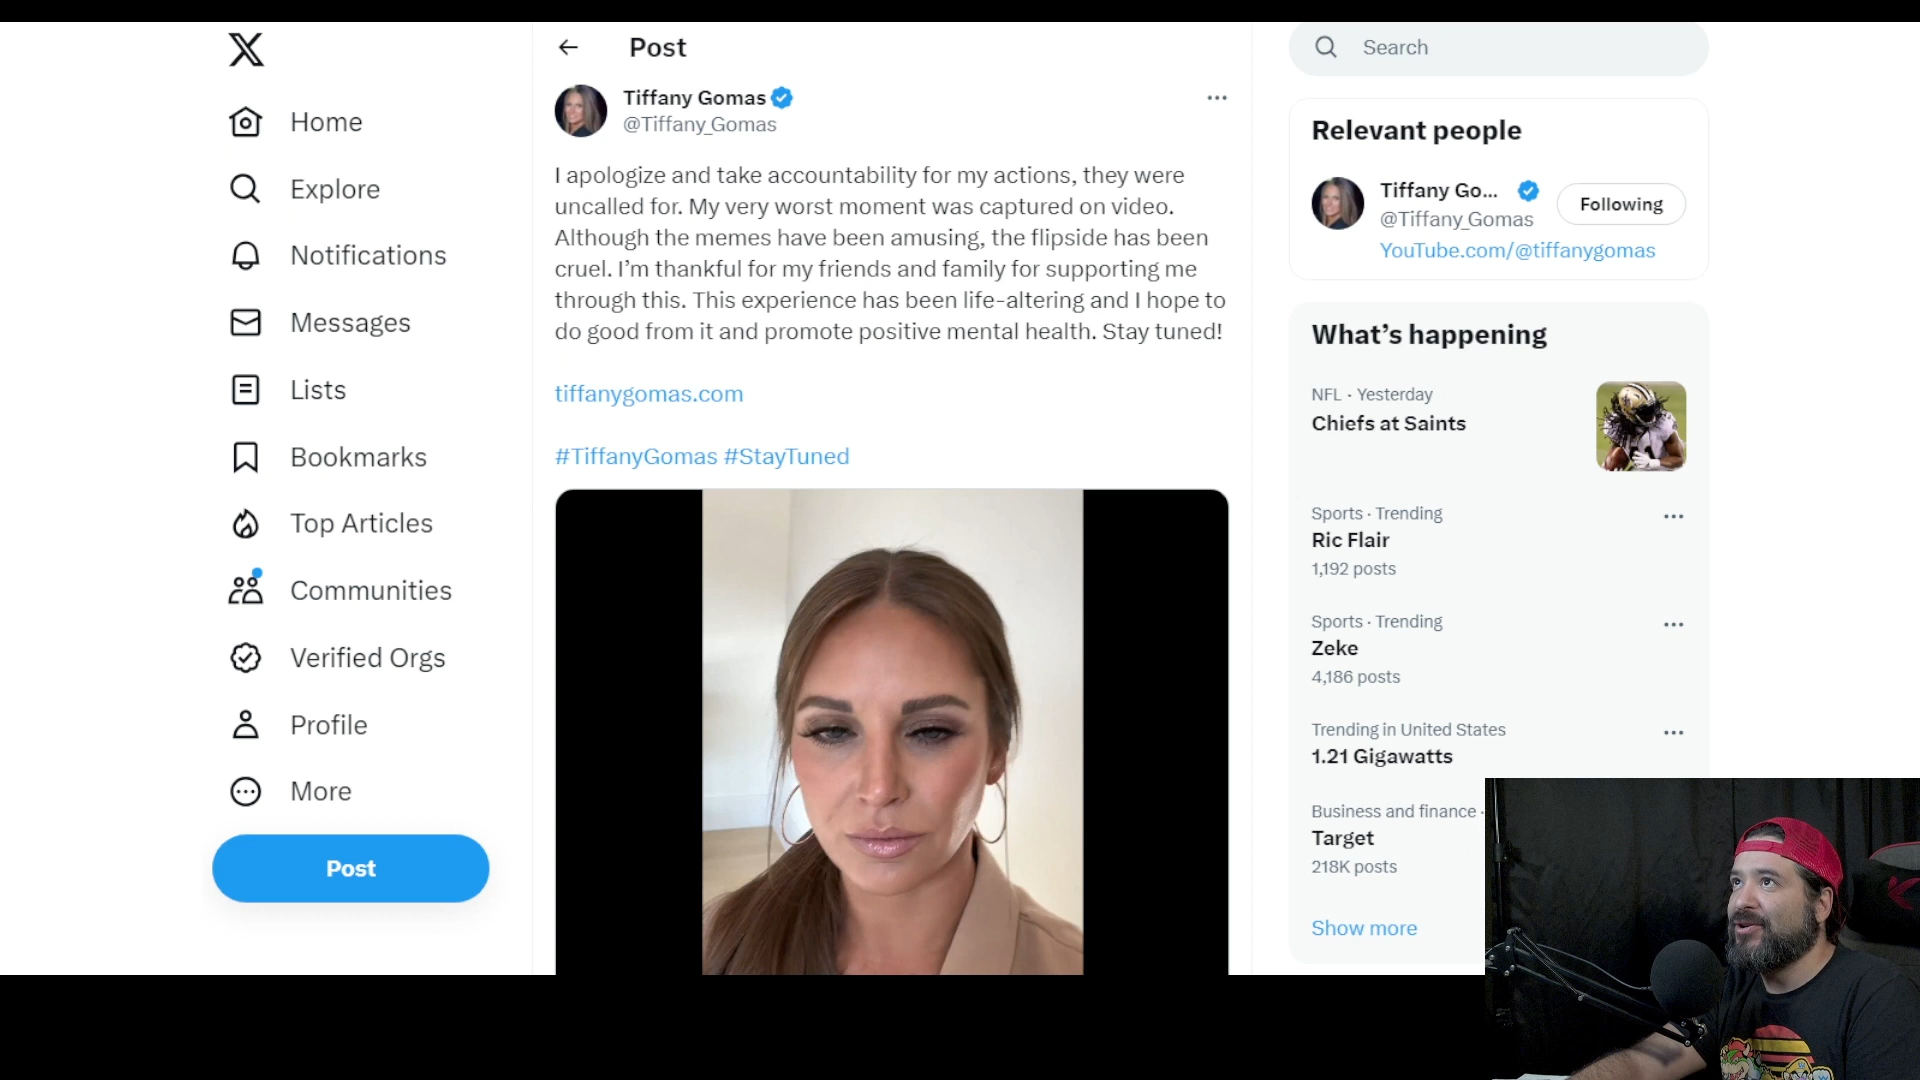 X
Home
Explore
Notifications
Messages
Lists
Bookmarks
Top Articles
Communities
Verified Orgs
Profile
More
Post
Post
Tiffany Gomas
@Tiffany_Gomas
I apologize and take accountability for my actions, they were
uncalled for. My very worst moment was captured on video.
Although the memes have been amusing, the flipside has been
cruel. I’m thankful for my friends and family for supporting me
through this. This experience has been life-altering and I hope to
do good from it and promote positive mental health. Stay tuned!
tiffanygomas.com
#TiffanyGomas #StayTuned
Search
Relevant people
Tiffany Go...
@Tiffany_Gomas
Following
YouTube.com/@tiffanygomas
What’s happening
NFL · Yesterday
Chiefs at Saints
Sports · Trending
Ric Flair
1,192 posts
Sports · Trending
Zeke
4,186 posts
Trending in United States
1.21 Gigawatts
Business and finance ·
Target
218K posts
Show more